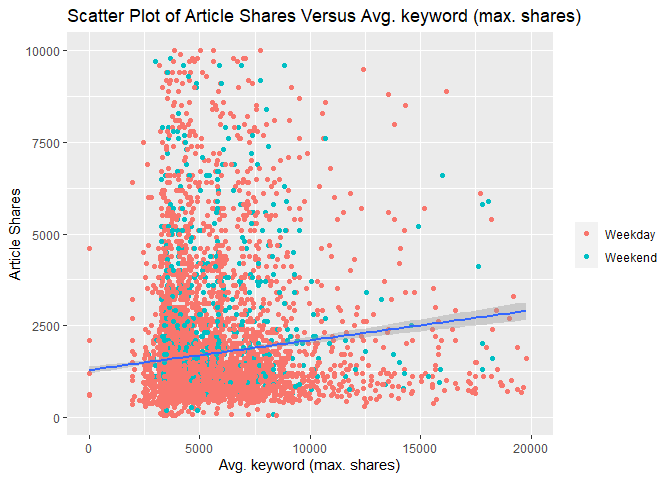 Scatter Plot of Article Shares Versus Avg. keyword (max. shares)
Article Shares
10000
7500
5000
2500
0
0 5000 10000 15000 20000
Avg. keyword (max. shares)
Weekday
Weekend